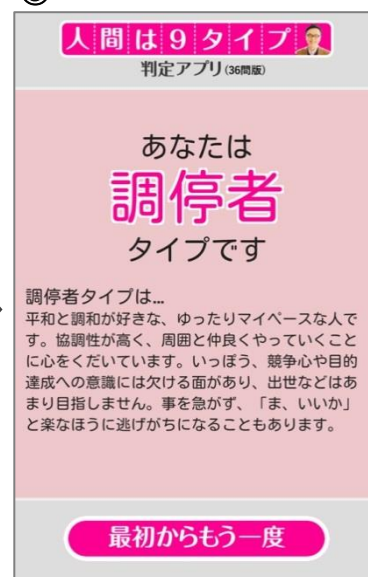 人間は9タイプ
判定アプリ(36問版)
あなたは
調停者
タイプです
調停者タイプは...
平和と調和が好きな、ゆったりマイペースな人で
す。協調性が高く、周囲と仲良くやっていくこと
に心をくだいています。いっぽう、競争心や目的
達成への意識には欠ける面があり、出世などはあ
まり目指しません。事を急がず、「ま、いいか」
と楽なほうに逃げがちになることもあります。
最初からもう一度